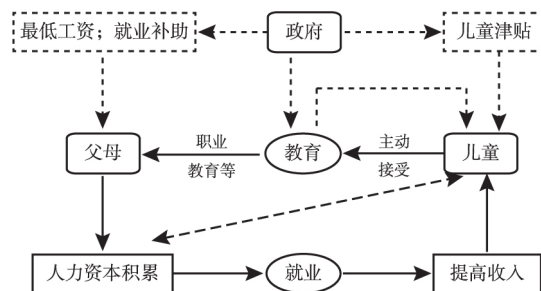 最低工资；就业补助
政府
儿童津贴
职业
主动
父母
教育
儿童
教育等
接受
人力资本积累
就业
提高收入